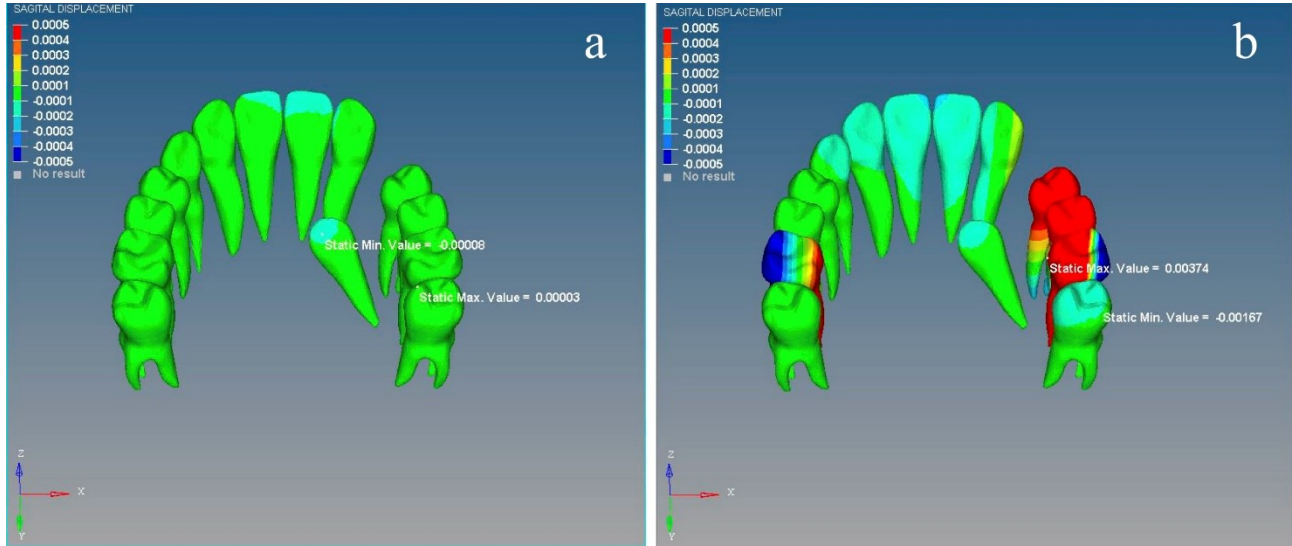 SAGITAL DISPLACEMENT
0.0005
0.0004
0.0003
0.0002
0.0001
-0.0001
-0.0002
-0.0003
-0.0004
-0.0005
No result
a
Static Min. Value = -0.00008
Static Max. Value = 0.00003
Z
X
Y
SAGITAL DISPLACEMENT
0.0005
0.0004
0.0003
0.0002
0.0001
-0.0001
-0.0002
-0.0003
-0.0004
-0.0005
No result
b
Static Max. Value = 0.00374
Static Min. Value = -0.00167
Z
X
Y